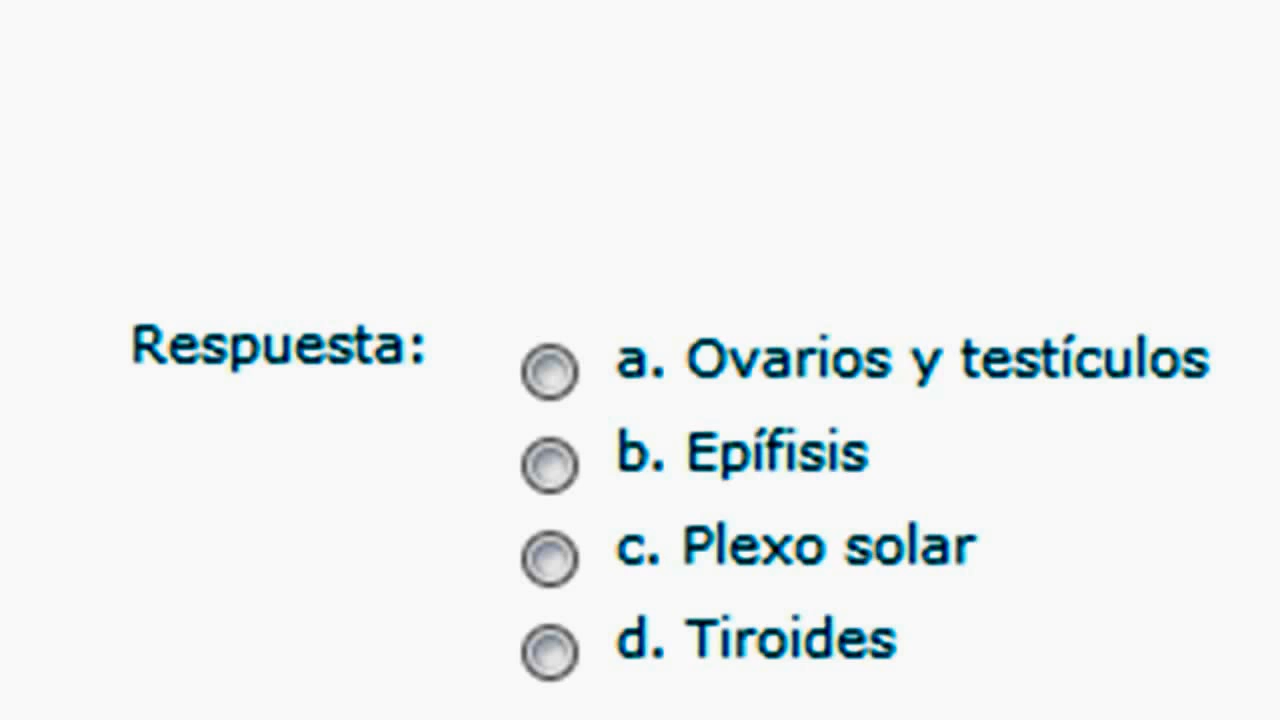 Respuesta:
a. Ovarios y testículos
b. Epífisis
c. Plexo solar
d. Tiroides